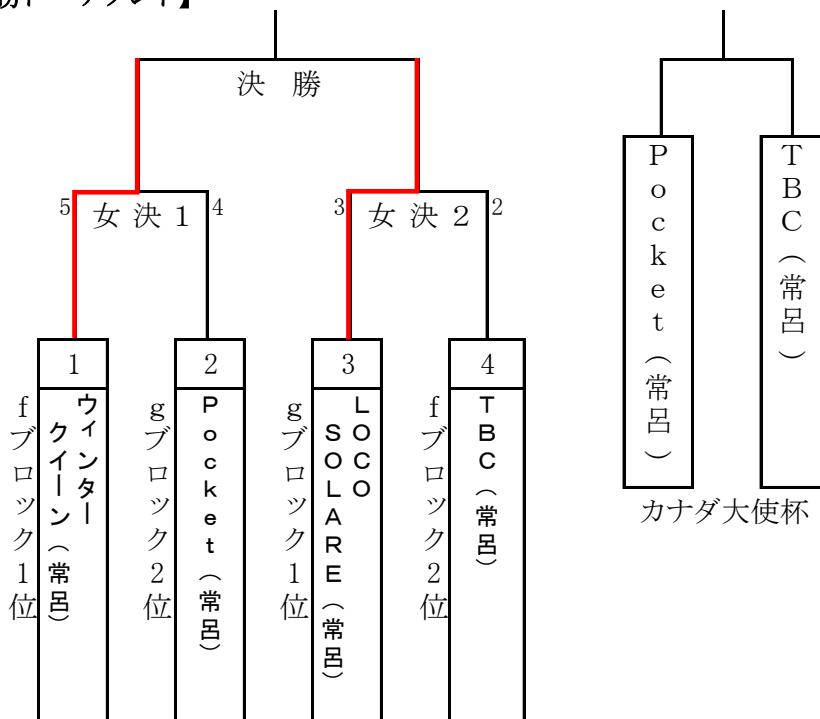 決 勝
5 女決1 4
3 女決2 2
1
2
3
4
fブロック1位
ウィンター
クイーン(常呂)
gブロック2位
Pocket(常呂)
gブロック1位
LOCO
SOLARE(常呂)
fブロック2位
TBC(常呂)
Pocket(常呂)
TBC(常呂)
カナダ大使杯